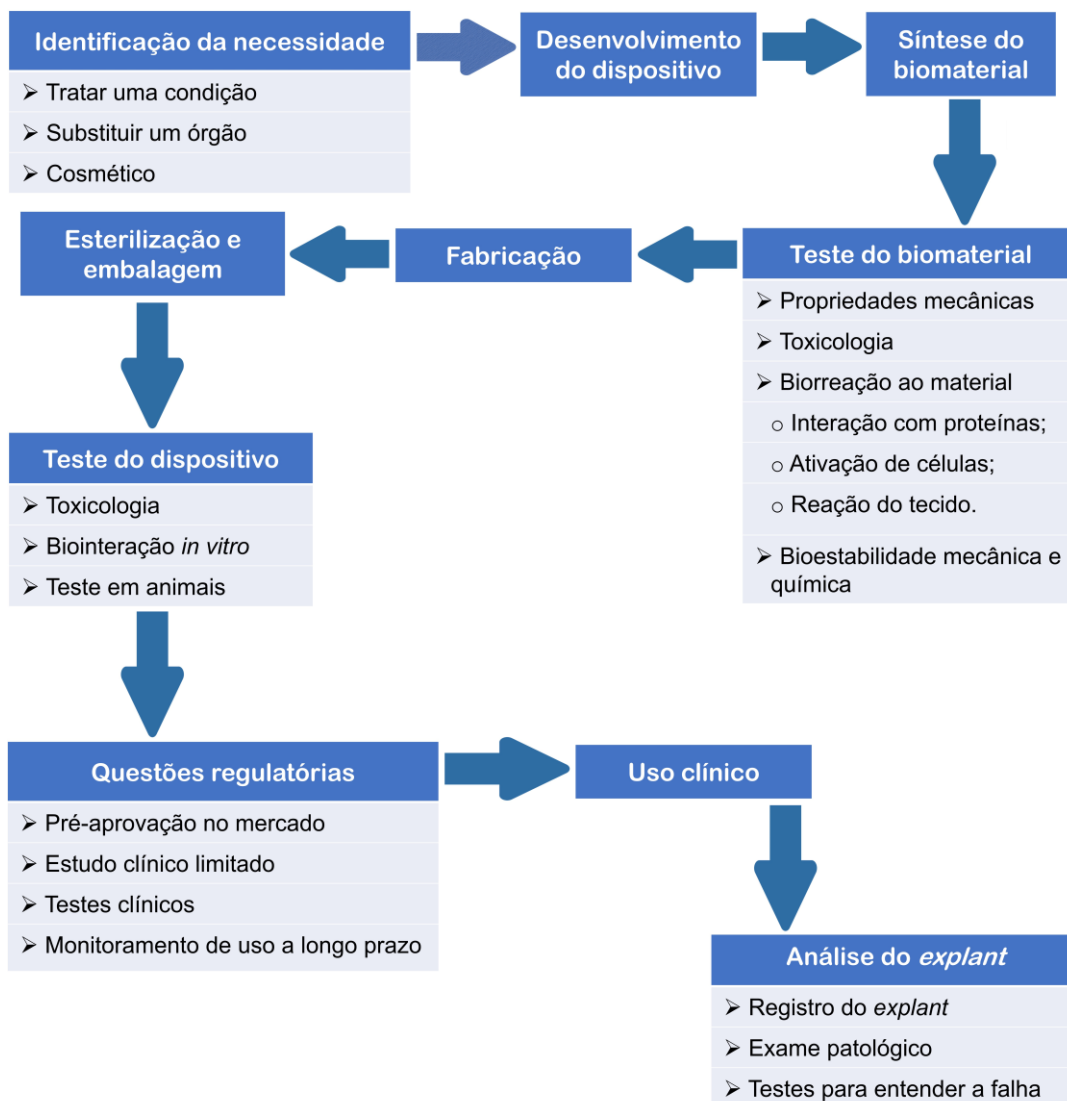 Identificação da necessidade
➢ Tratar uma condição
➢ Substituir um órgão
➢ Cosmético
Desenvolvimento
do dispositivo
Síntese do
biomaterial
Teste do biomaterial
➢ Propriedades mecânicas
➢ Toxicologia
➢ Biorreação ao material
o Interação com proteínas;
o Ativação de células;
o Reação do tecido.
➢ Bioestabilidade mecânica e
química
Fabricação
Esterilização e
embalagem
Teste do dispositivo
➢ Toxicologia
➢ Biointeração in vitro
➢ Teste em animais
Questões regulatórias
➢ Pré-aprovação no mercado
➢ Estudo clínico limitado
➢ Testes clínicos
➢ Monitoramento de uso a longo prazo
Uso clínico
Análise do explant
➢ Registro do explant
➢ Exame patológico
➢ Testes para entender a falha